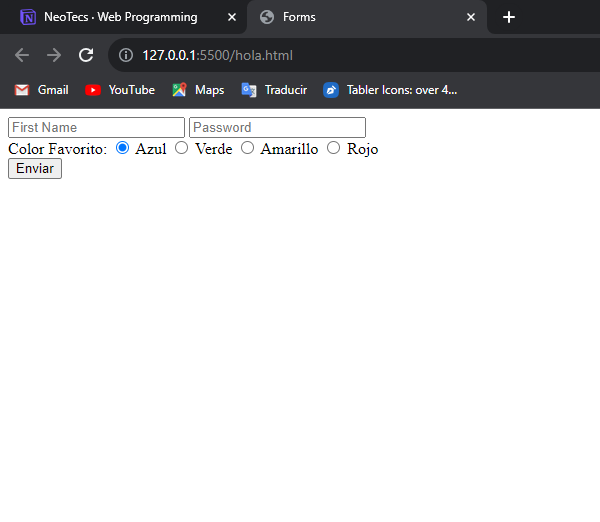 NeoTecs · Web Programming Forms
127.0.0.1:5500/hola.html
Gmail YouTube Maps Traducir Tabler Icons: over 4...
First Name Password
Color Favorito: Azul Verde Amarillo Rojo
Enviar